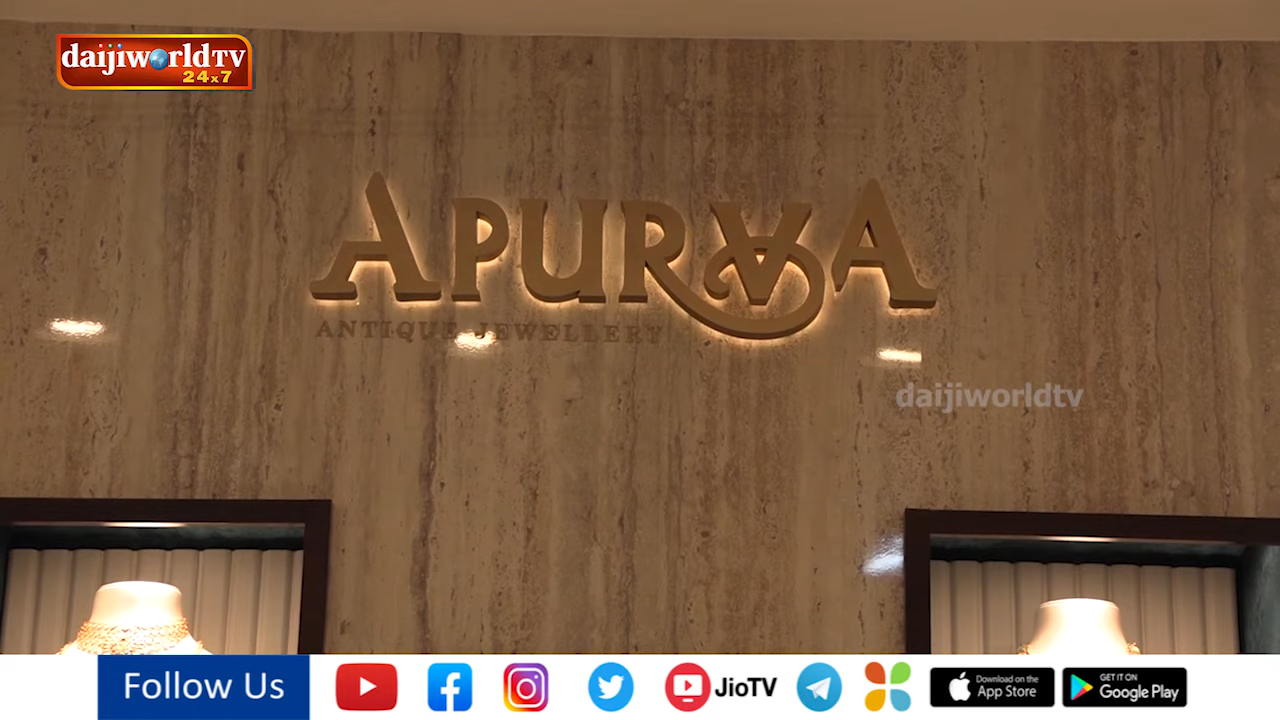 daijiworldTV
24x7
APURVA
ANTIQUE JEWELLERY
daijiworldtv
Follow Us
JioTV
Download on the
App Store
GET IT ON
Google Play